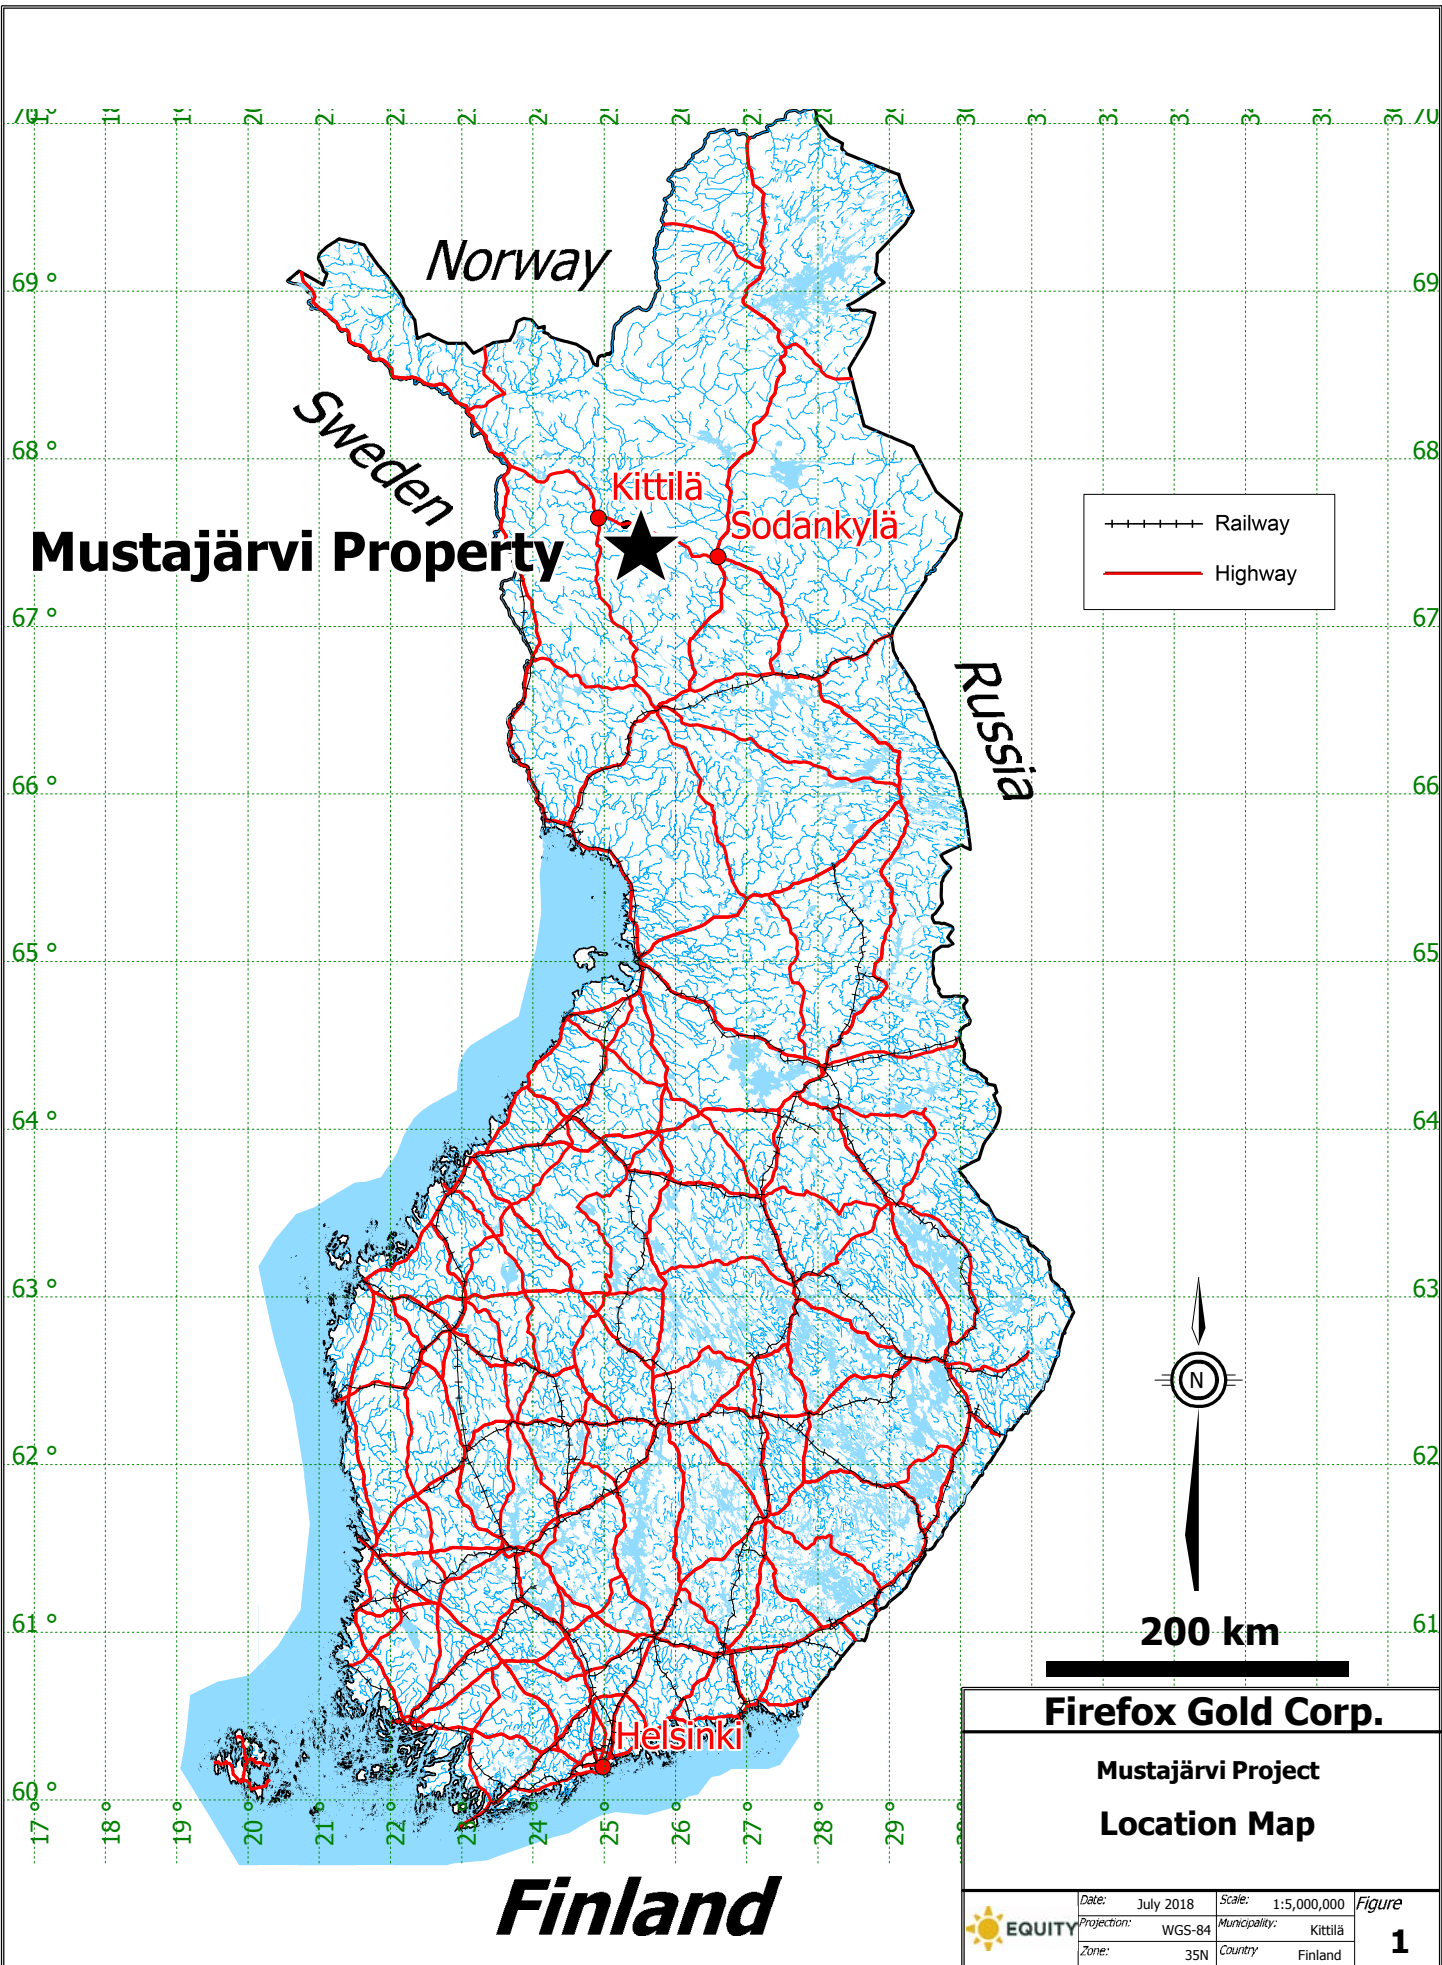 70
70
Norway
69 °
69
Sweden
68 °
68
Kittilä
Sodankylä
Mustajärvi Property
Railway
Highway
67 °
67
Russia
66 °
66
65 °
65
64 °
64
63 °
63
N
62 °
62
61 °
61
200 km
Helsinki
60 °
17° 18° 19° 20° 21° 22° 23° 24° 25° 26° 27° 28° 29°
Finland
Firefox Gold Corp.
Mustajärvi Project
Location Map
EQUITY
Date: July 2018 Scale: 1:5,000,000 Figure
Projection: WGS-84 Municipality: Kittilä 1
Zone: 35N Country Finland